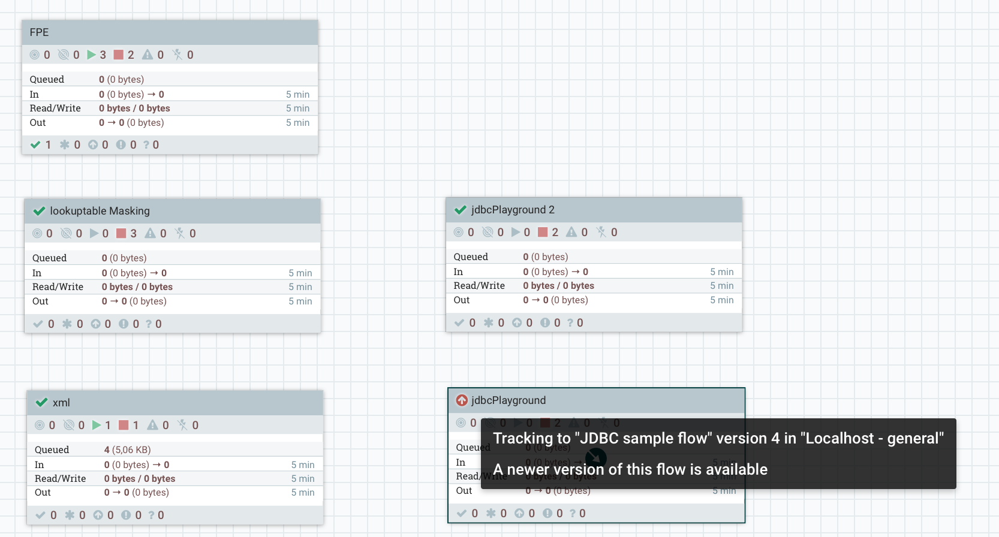 FPE
0 0 3 2 0 0
Queued 0 (0 bytes)
In 0 (0 bytes) → 0 5 min
Read/Write 0 bytes / 0 bytes 5 min
Out 0 → 0 (0 bytes) 5 min
1 0 0 0 ? 0
lookuptable Masking
0 0 0 3 0 0
Queued 0 (0 bytes)
In 0 (0 bytes) → 0 5 min
Read/Write 0 bytes / 0 bytes 5 min
Out 0 → 0 (0 bytes) 5 min
0 0 0 0 ? 0
jdbcPlayground 2
0 0 0 2 0 0
Queued 0 (0 bytes)
In 0 (0 bytes) → 0 5 min
Read/Write 0 bytes / 0 bytes 5 min
Out 0 → 0 (0 bytes) 5 min
0 0 0 0 ? 0
xml
0 0 1 1 0 0
Queued 4 (5,06 KB)
In 0 (0 bytes) → 0 5 min
Read/Write 0 bytes / 0 bytes 5 min
Out 0 → 0 (0 bytes) 5 min
0 0 0 0 ? 0
jdbcPlayground
0 0 0 2 0 0
Tracking to "JDBC sample flow" version 4 in "Localhost - general"
A newer version of this flow is available
Queued 0 (0 bytes)
In 0 (0 bytes) → 5 min
Read/Write 0 bytes / 0 bytes 5 min
Out 0 → 0 (0 bytes) 5 min
0 0 0 0 ? 0